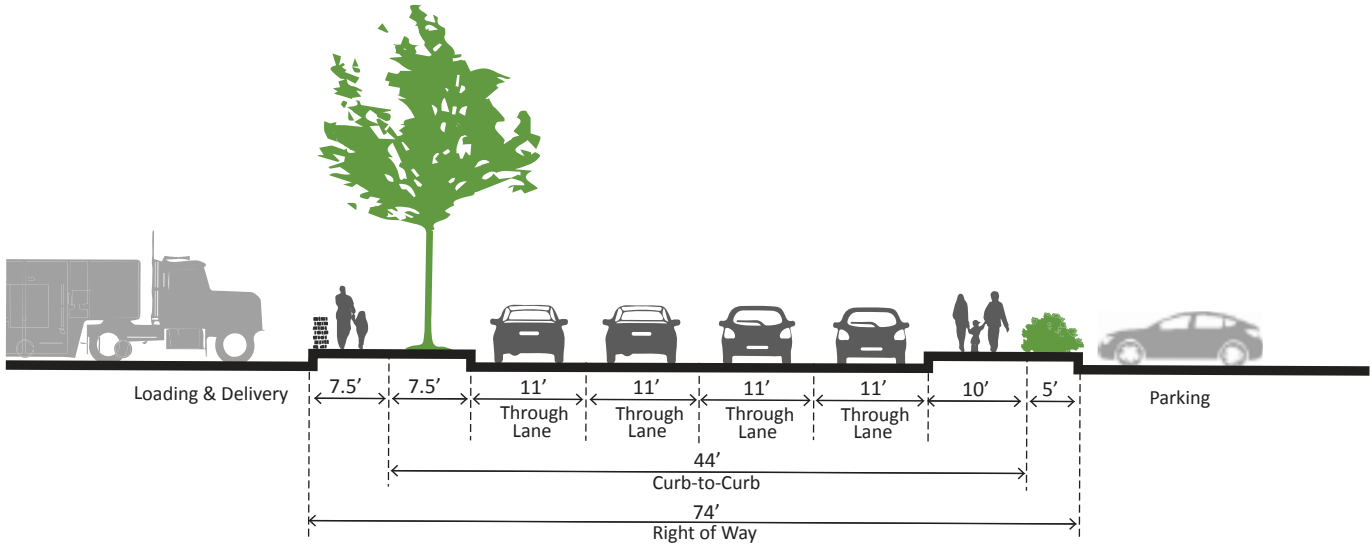 Loading & Delivery
7.5’
7.5’
11’
Through
Lane
11’
Through
Lane
11’
Through
Lane
11’
Through
Lane
10’
5’
Parking
44’
Curb-to-Curb
74’
Right of Way